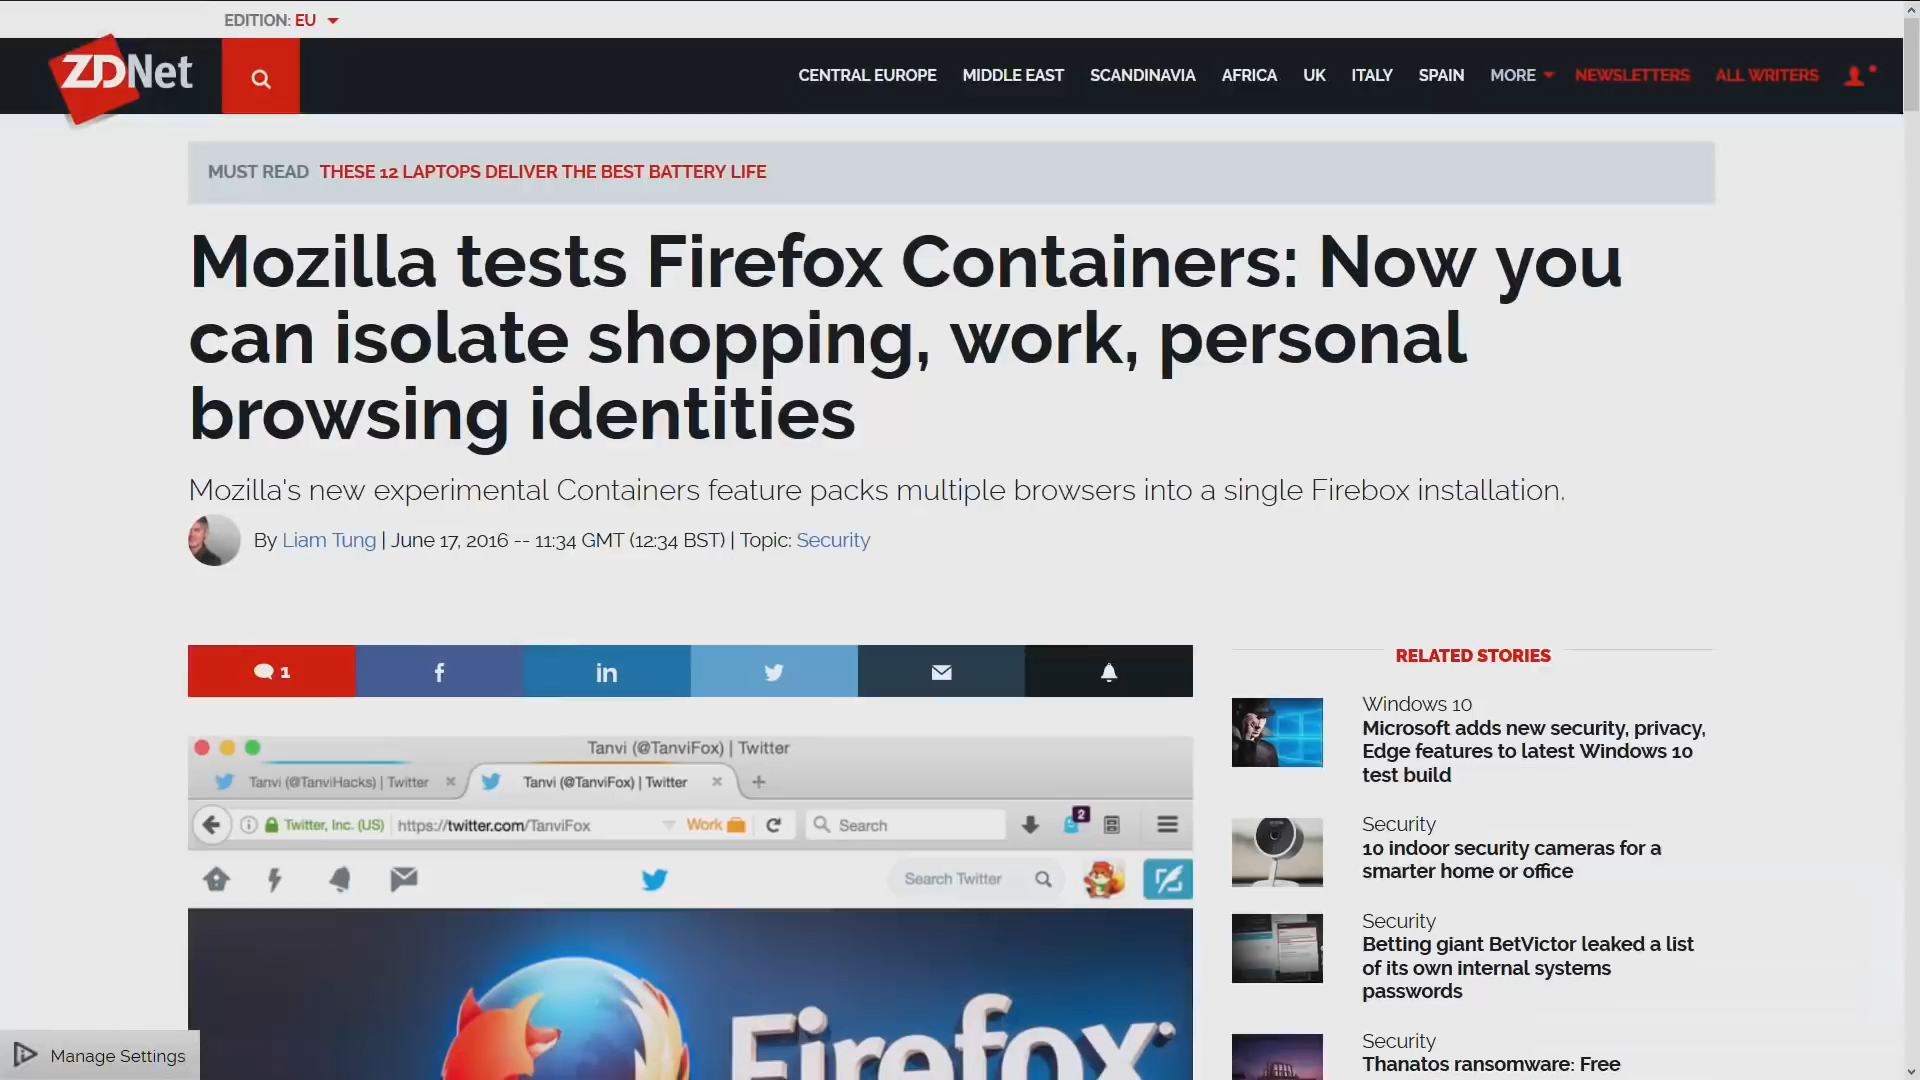 EDITION: EU
ZDNet
CENTRAL EUROPE MIDDLE EAST SCANDINAVIA AFRICA UK ITALY SPAIN MORE NEWSLETTERS ALL WRITERS
MUST READ THESE 12 LAPTOPS DELIVER THE BEST BATTERY LIFE
Mozilla tests Firefox Containers: Now you
can isolate shopping, work, personal
browsing identities
Mozilla's new experimental Containers feature packs multiple browsers into a single Firebox installation.
By Liam Tung | June 17, 2016 -- 11:34 GMT (12:34 BST) | Topic: Security
1
Tanvi (@TanviFox) | Twitter
Tanvi (@TanviHacks) | Twitter
Tanvi (@TanviFox) | Twitter
Twitter, Inc. (US) https://twitter.com/TanviFox Work Search 2
Search Twitter
Firefox
RELATED STORIES
Windows 10
Microsoft adds new security, privacy,
Edge features to latest Windows 10
test build
Security
10 indoor security cameras for a
smarter home or office
Security
Betting giant BetVictor leaked a list
of its own internal systems
passwords
Security
Thanatos ransomware: Free
Manage Settings